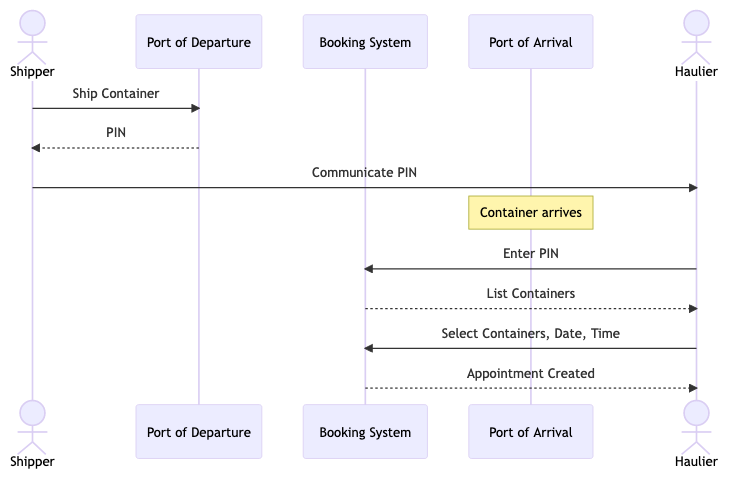 Shipper
Port of Departure
Booking System
Port of Arrival
Haulier
Ship Container
PIN
Communicate PIN
Container arrives
Enter PIN
List Containers
Select Containers, Date, Time
Appointment Created
Shipper
Port of Departure
Booking System
Port of Arrival
Haulier